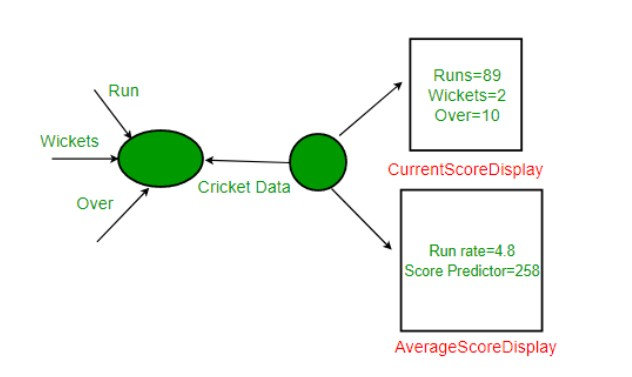 Run
Wickets
Over
Cricket Data
Runs=89
Wickets=2
Over=10
CurrentScoreDisplay
Run rate=4.8
Score Predictor=258
AverageScoreDisplay